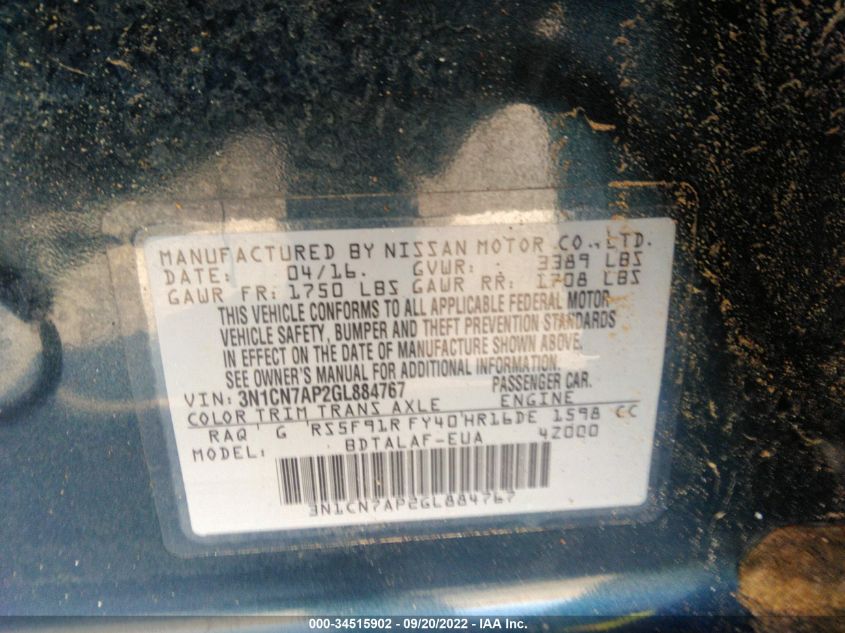 MANUFACTURED BY NISSAN MOTOR CO., LTD.
DATE: 04/16. GVWR: 3389 LBS
GAWR FR: 1750 LBS GAWR RR: 1708 LBS
THIS VEHICLE CONFORMS TO ALL APPLICABLE FEDERAL MOTOR
VEHICLE SAFETY, BUMPER AND THEFT PREVENTION STANDARDS
IN EFFECT ON THE DATE OF MANUFACTURE SHOWN ABOVE.
SEE OWNER'S MANUAL FOR ADDITIONAL INFORMATION.
VIN: 3N1CN7AP2GL884767 PASSENGER CAR.
COLOR TRIM TRANS AXLE ENGINE
RAQ ' G 'RS5F91R FY40'HR16DE 1598 CC
MODEL: BDTALAF-EUA 4Z000
3N1CN7AP2GL884767
000-34515902 - 09/20/2022 - IAA Inc.